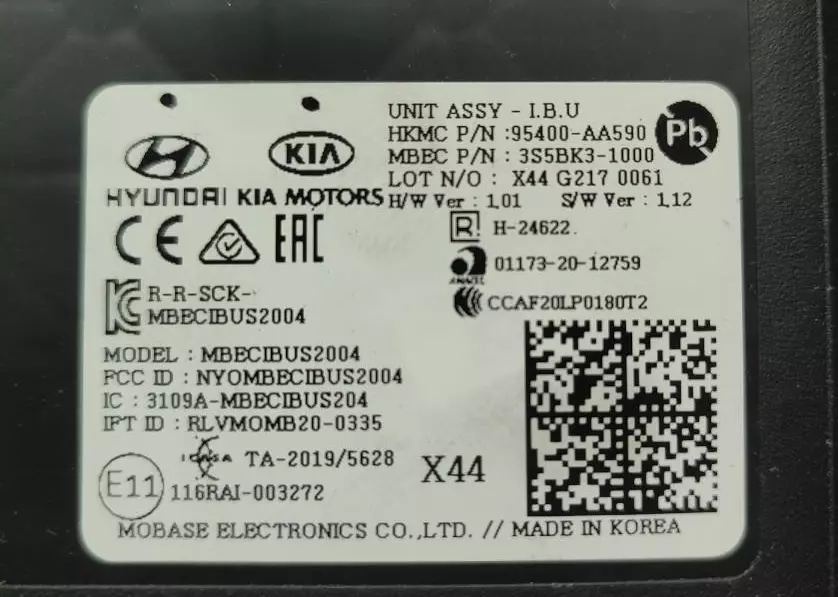 UNIT ASSY - I.B.U
HKMC P/N :95400-AA590
MBEC P/N : 3S5BK3-1000
LOT N/O : X44 G217 0061
H/W Ver : 1.01 S/W Ver : 1.12
Pb
KIA
HYUNDAI KIA MOTORS
CE EAC
R H-24622.
ANATEL 01173-20-12759
CCAF20LP0180T2
KC R-R-SCK-
MBECIBUS2004
MODEL : MBECIBUS2004
FCC ID : NYOMBECIBUS2004
IC : 3109A-MBECIBUS204
IFT ID : RLVMOMB20-0335
ICASA TA-2019/5628
X44
E11 116RAI-003272
MOBASE ELECTRONICS CO.,LTD. // MADE IN KOREA